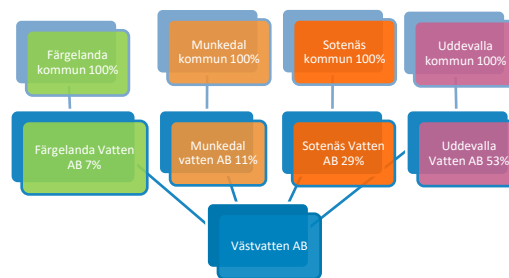 Färgelanda
kommun 100%
Munkedal
kommun 100%
Sotenäs
kommun 100%
Uddevalla
kommun 100%
Färgelanda Vatten
AB 7%
Munkedal
vatten AB 11%
Sotenäs Vatten
AB 29%
Uddevalla
Vatten AB 53%
Västvatten AB